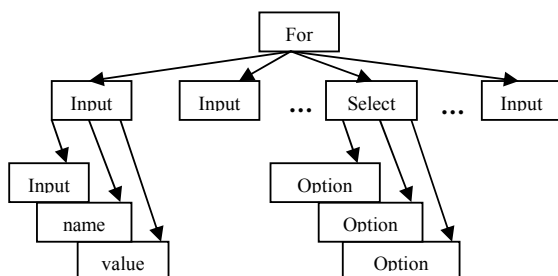 For
Input Input ... Select ... Input
Input Option
name Option
value Option